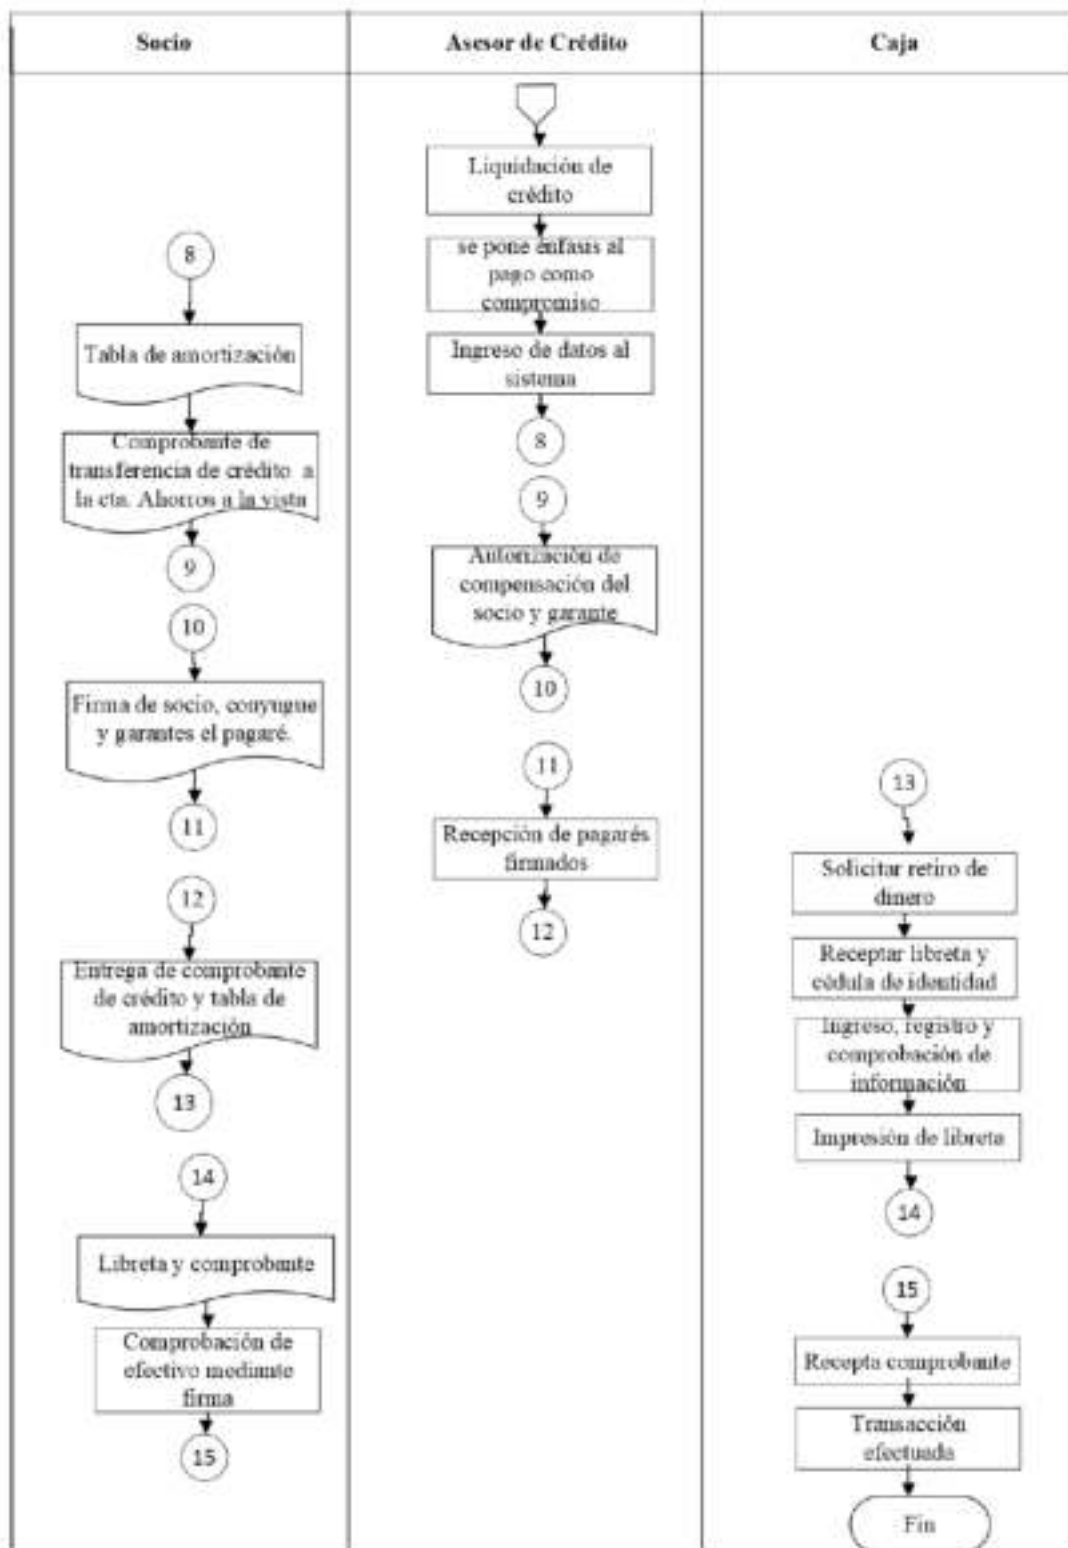 Socio
Asesor de Crédito
Caja
Liquidación de
crédito
se pone énfasis al
pago como
compromiso
Ingreso de datos al
sistema
8
8
Tabla de amortización
Comprobante de
transferencia de crédito a
la cta. Ahorros a la vista
9
9
Autorización de
compensación del
socio y garante
10
10
Firma de socio, conyugue
y garantes el pagaré.
11
11
Recepción de pagarés
firmados
12
12
Entrega de comprobante
de crédito y tabla de
amortización
13
13
Solicitar retiro de
dinero
Receptar libreta y
cédula de identidad
Ingreso, registro y
comprobación de
información
Impresión de libreta
14
14
Libreta y comprobante
Comprobación de
efectivo mediante
firma
15
15
Recepta comprobante
Transacción
efectuada
Fin